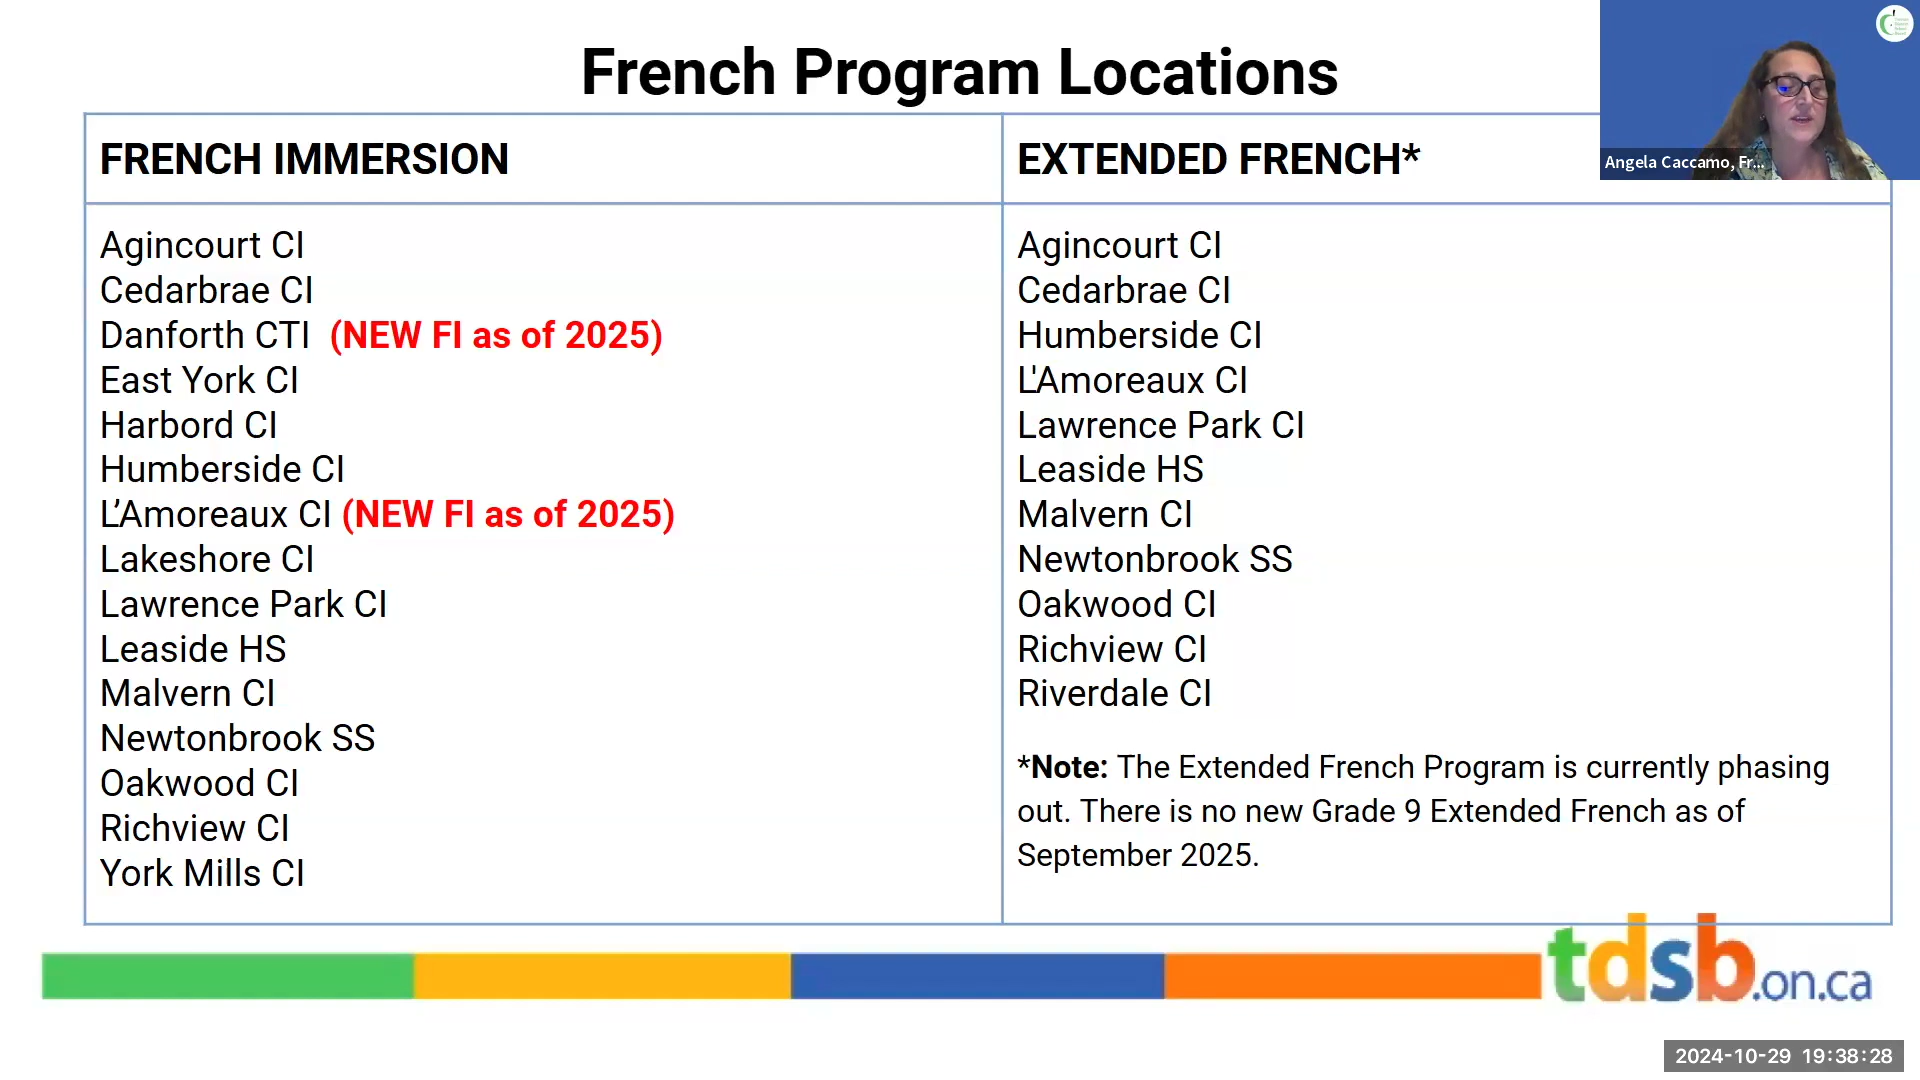 French Program Locations
Angela Caccamo, Fr...
FRENCH IMMERSION
Agincourt CI
Cedarbrae CI
Danforth CTI (NEW FI as of 2025)
East York CI
Harbord CI
Humberside CI
L’Amoreaux CI (NEW FI as of 2025)
Lakeshore CI
Lawrence Park CI
Leaside HS
Malvern CI
Newtonbrook SS
Oakwood CI
Richview CI
York Mills CI
EXTENDED FRENCH*
Agincourt CI
Cedarbrae CI
Humberside CI
L'Amoreaux CI
Lawrence Park CI
Leaside HS
Malvern CI
Newtonbrook SS
Oakwood CI
Richview CI
Riverdale CI
*Note: The Extended French Program is currently phasing
out. There is no new Grade 9 Extended French as of
September 2025.
tdsb.on.ca
2024-10-29 19:38:28